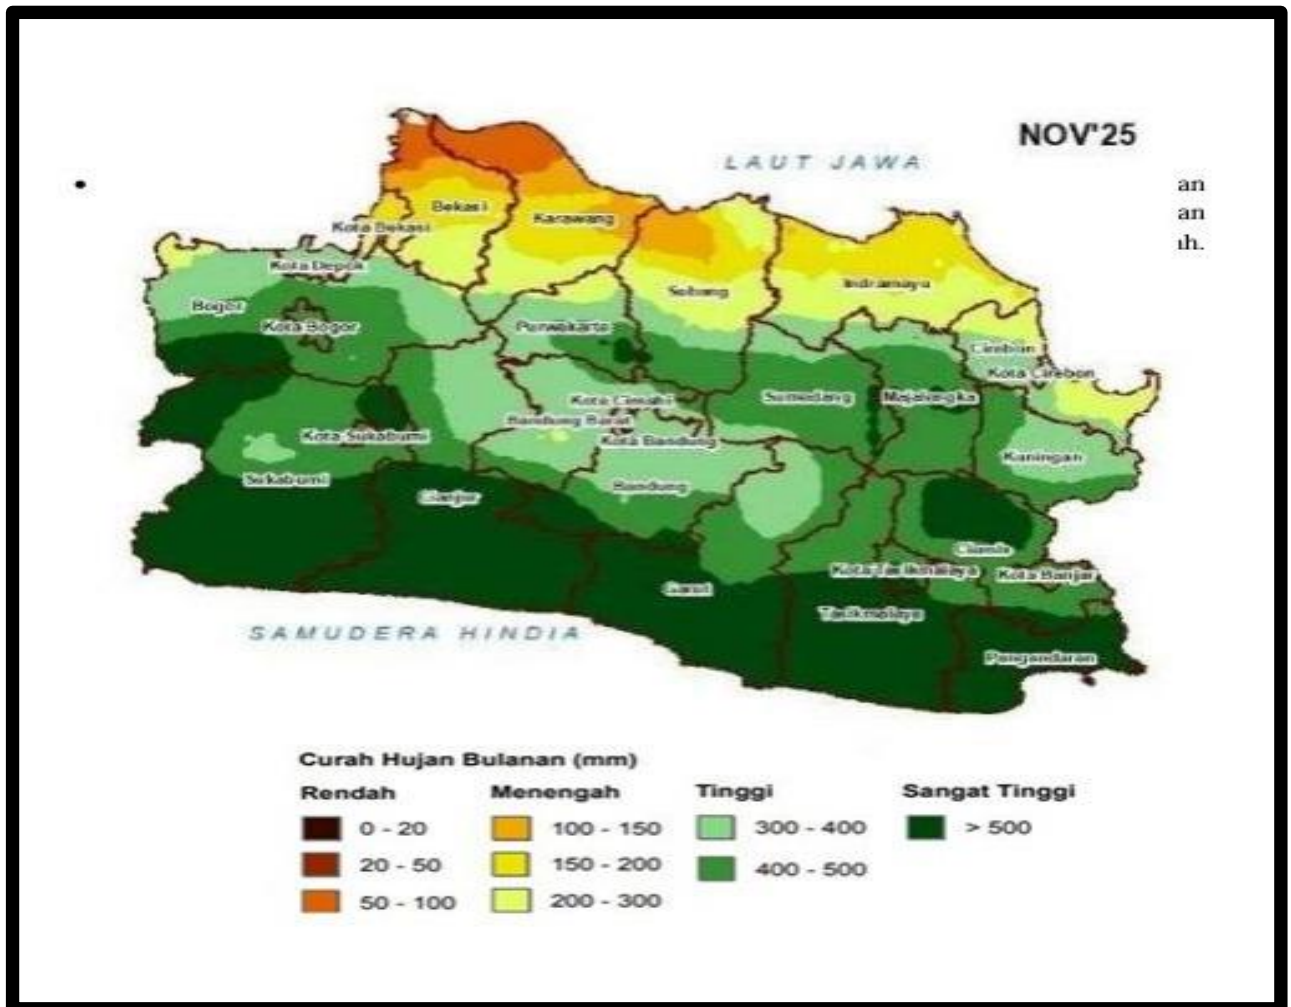 NOV'25
LAUT JAWA
•
an
an
ah.
Bekasi
Karawang
Kota Bekasi
Kota Depok
Subang
Indramayu
Bogor
Kota Bogor
Purwakarta
Cirebon
Kota Cirebon
Kota Cimahi
Sumedang
Majalengka
Bandung Barat
Kota Sukabumi
Kota Bandung
Kuningan
Sukabumi
Bandung
Cianjur
Ciamis
Kota Tasikmalaya
Kota Banjar
Garut
Tasikmalaya
SAMUDERA HINDIA
Pangandaran
Curah Hujan Bulanan (mm)
Rendah Menengah Tinggi Sangat Tinggi
0 - 20 100 - 150 300 - 400 > 500
20 - 50 150 - 200 400 - 500
50 - 100 200 - 300